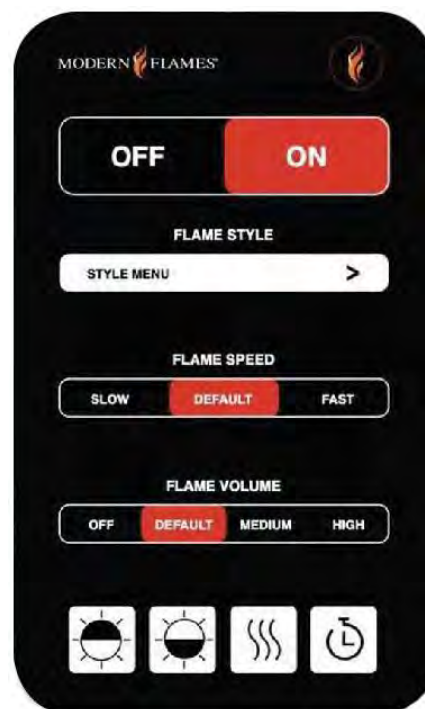 MODERN FLAMES®
OFF ON
FLAME STYLE
STYLE MENU >
FLAME SPEED
SLOW DEFAULT FAST
FLAME VOLUME
OFF DEFAULT MEDIUM HIGH